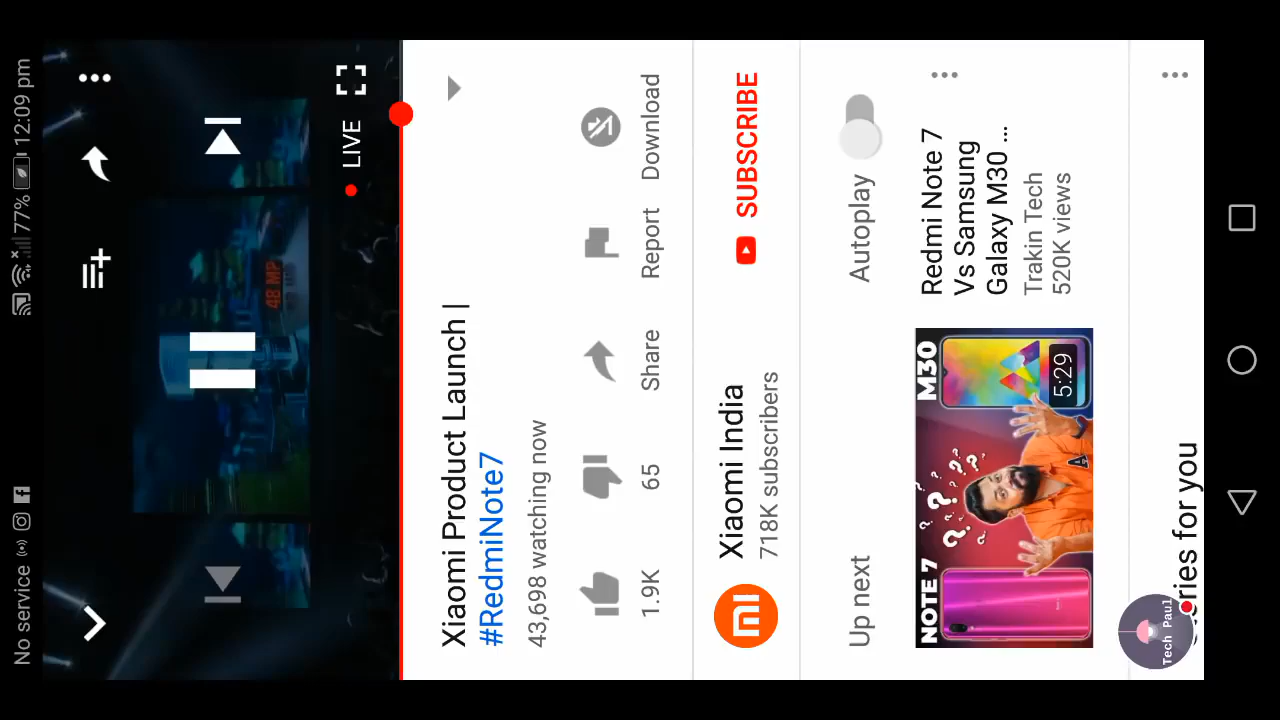 No service
77%
12:09 pm
48 MP
LIVE
Xiaomi Product Launch |
#RedmiNote7
43,698 watching now
1.9K
65
Share
Report
Download
Xiaomi India
718K subscribers
SUBSCRIBE
Up next
Autoplay
NOTE 7
M30
5:29
Redmi Note 7
Vs Samsung
Galaxy M30 ...
Trakin Tech
520K views
ries for you
Tech Paul